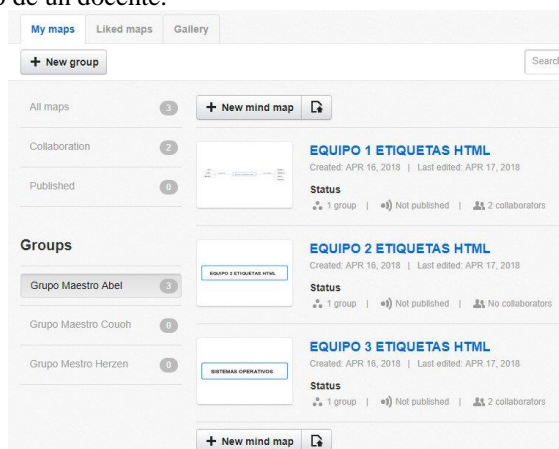 o de un docente.
My maps Liked maps Gallery
+ New group
Search
All maps 3
Collaboration 2
Published 0
Groups
Grupo Maestro Abel 3
Grupo Maestro Couoh 0
Grupo Mestro Herzen 0
+ New mind map
EQUIPO 1 ETIQUETAS HTML
Created: APR 16, 2018 | Last edited: APR 17, 2018
Status
1 group | Not published | 2 collaborators
EQUIPO 2 ETIQUETAS HTML
EQUIPO 2 ETIQUETAS HTML
Created: APR 16, 2018 | Last edited: APR 17, 2018
Status
1 group | Not published | No collaborators
SISTEMAS OPERATIVOS
EQUIPO 3 ETIQUETAS HTML
Created: APR 16, 2018 | Last edited: APR 17, 2018
Status
1 group | Not published | 2 collaborators
+ New mind map